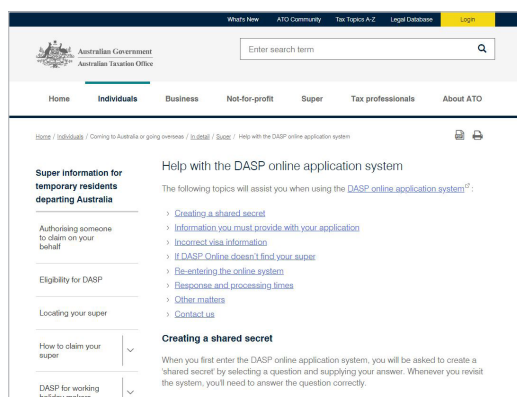 What's New ATO Community Tax Topics A-Z Legal Database Login
Australian Government
Australian Taxation Office
Enter search term
Home Individuals Business Not-for-profit Super Tax professionals About ATO
Home / Individuals / Coming to Australia or going overseas / In detail / Super / Help with the DASP online application system
Super information for
temporary residents
departing Australia
Authorising someone
to claim on your
behalf
Eligibility for DASP
Locating your super
How to claim your
super
DASP for working
holiday makers
Help with the DASP online application system
The following topics will assist you when using the DASP online application system :
> Creating a shared secret
> Information you must provide with your application
> Incorrect visa information
> If DASP Online doesn't find your super
> Re-entering the online system
> Response and processing times
> Other matters
> Contact us
Creating a shared secret
When you first enter the DASP online application system, you will be asked to create a
'shared secret' by selecting a question and supplying your answer. Whenever you revisit
the system, you'll need to answer the question correctly.